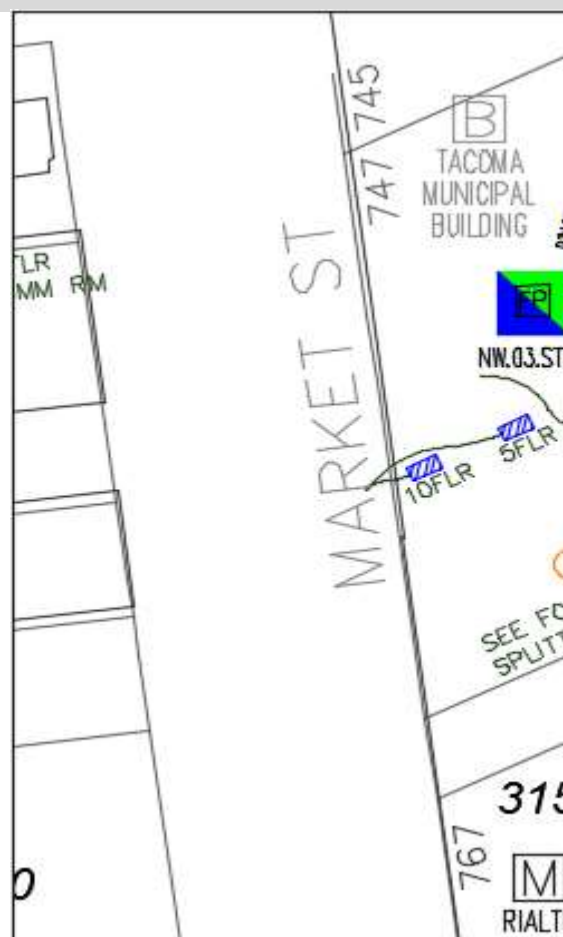 745
747
B
TACOMA
MUNICIPAL
BUILDING
MARKET ST
FLR
MM RM
FP
NW.03.ST
5FLR
10FLR
SEE FO
SPLITT
315
767
M
RIALT
0